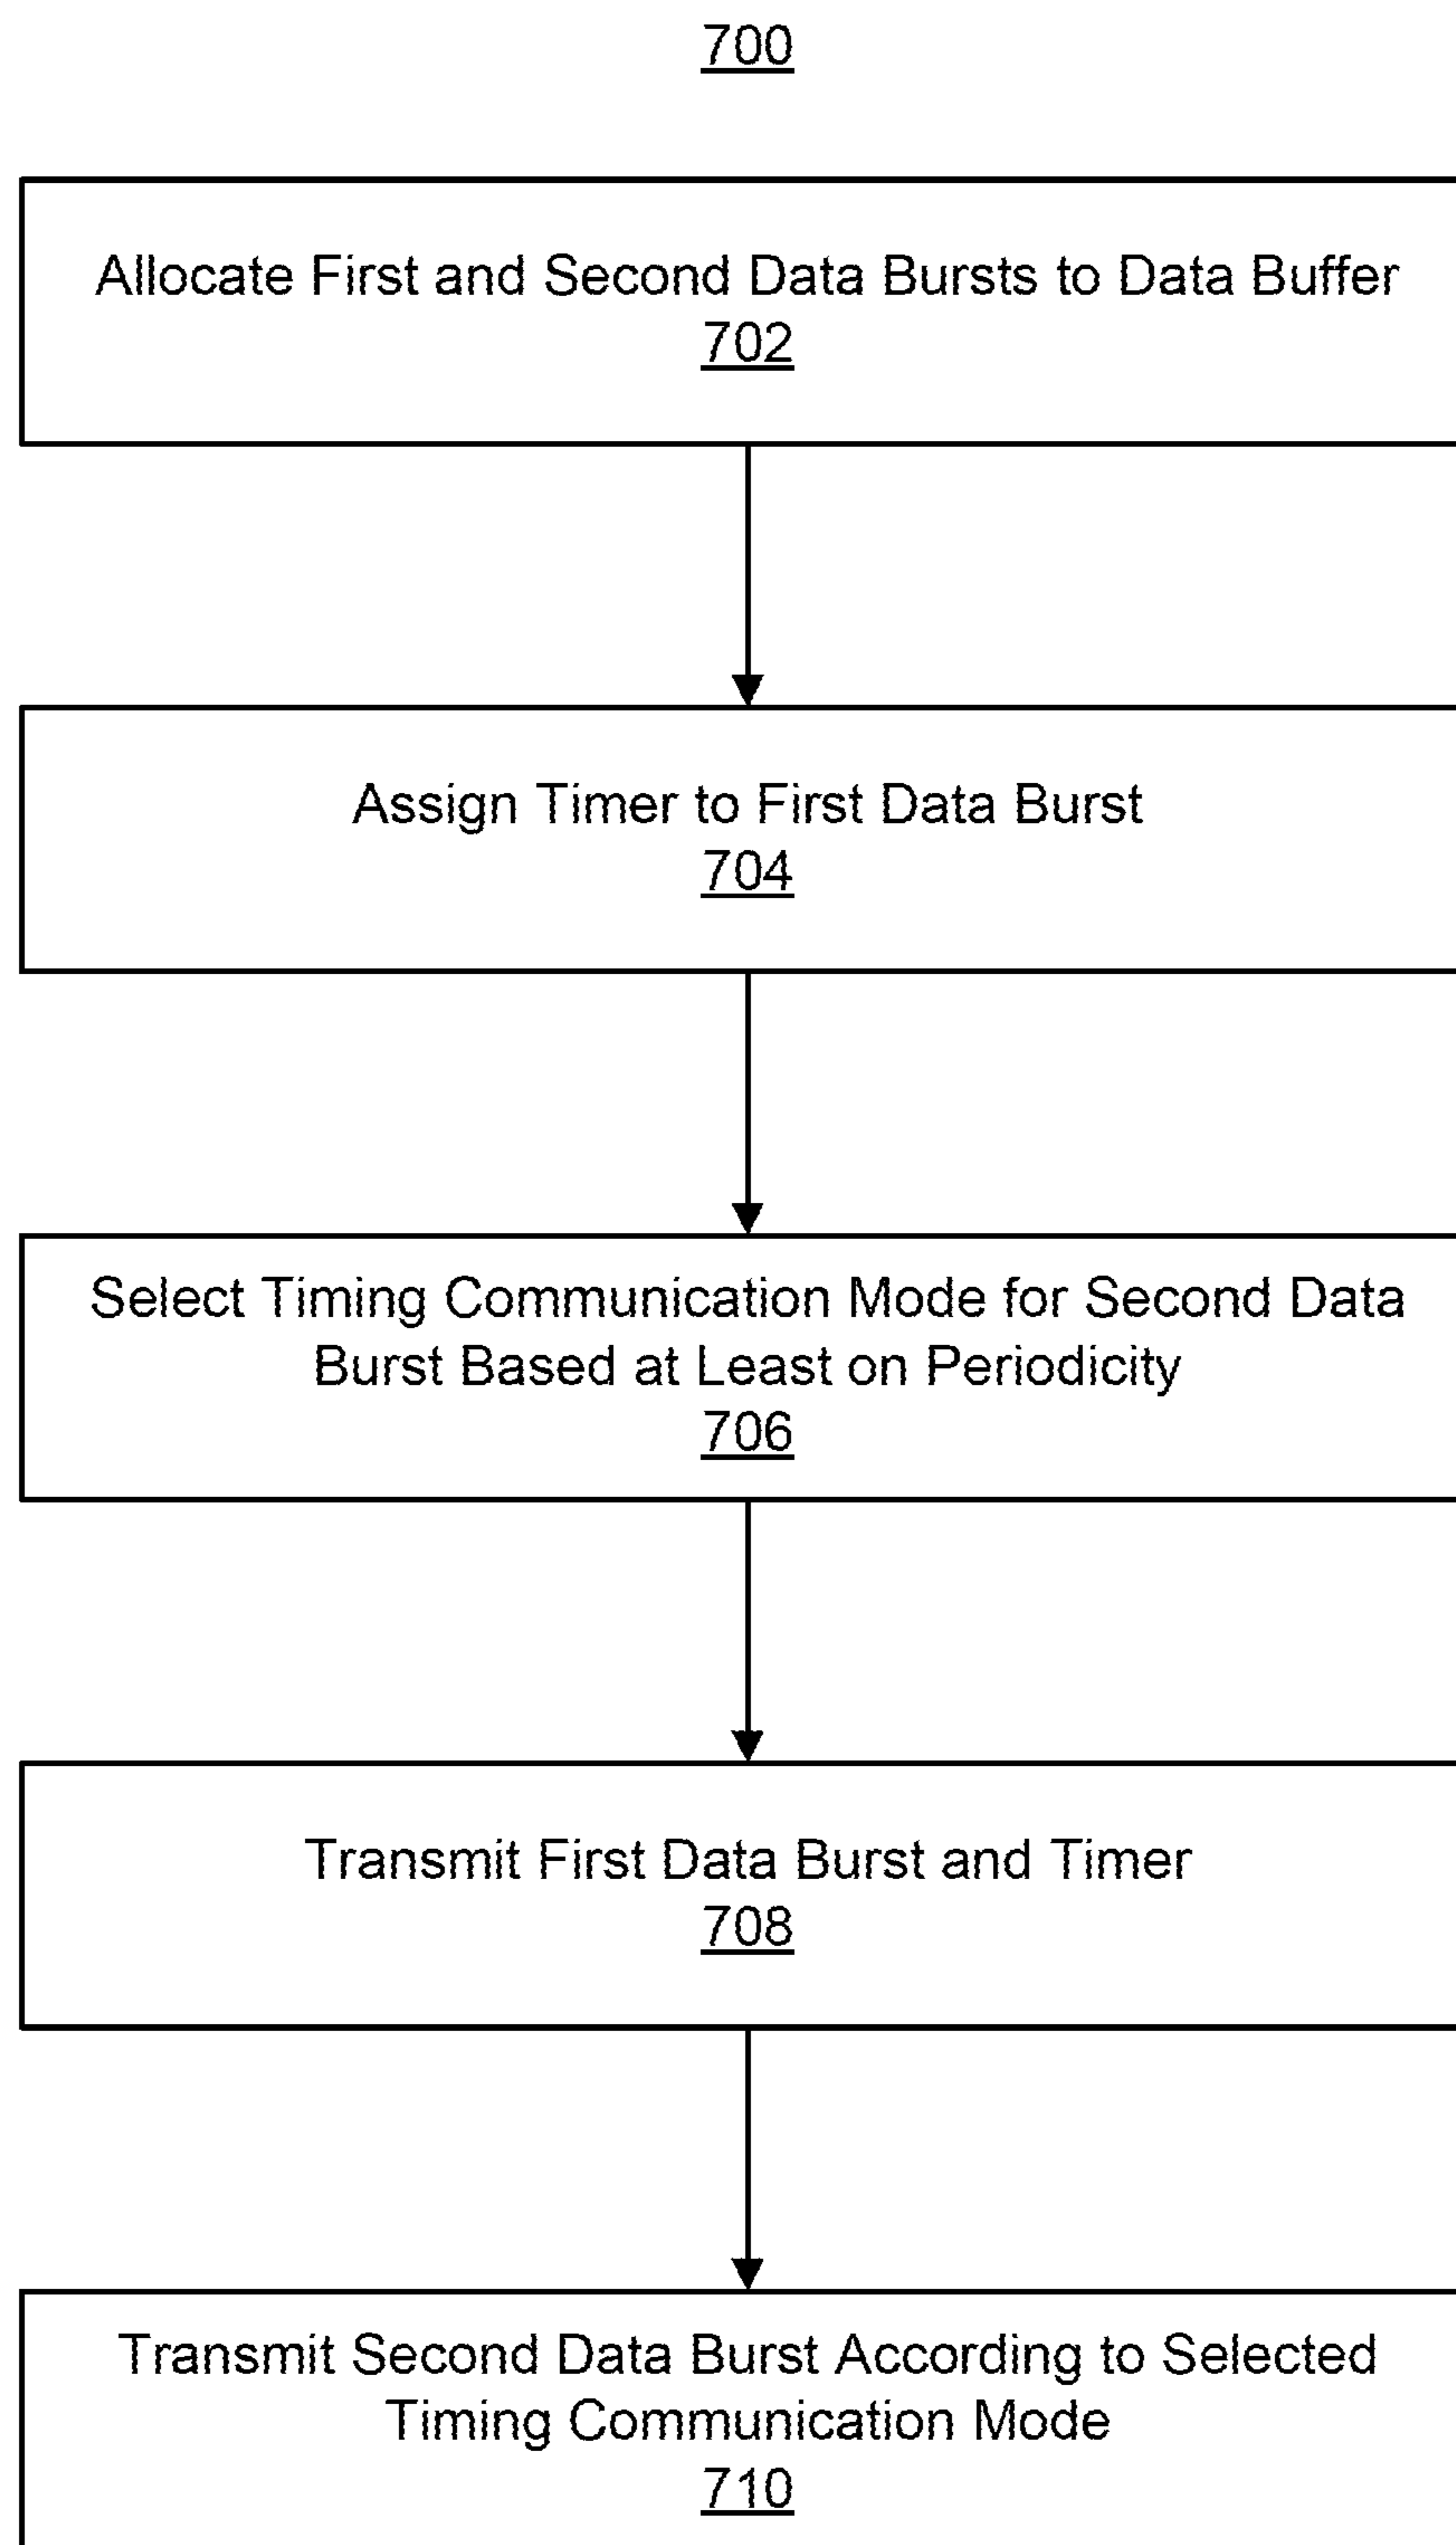 700
Allocate First and Second Data Bursts to Data Buffer
702
Assign Timer to First Data Burst
704
Select Timing Communication Mode for Second Data
Burst Based at Least on Periodicity
706
Transmit First Data Burst and Timer
708
Transmit Second Data Burst According to Selected
Timing Communication Mode
710